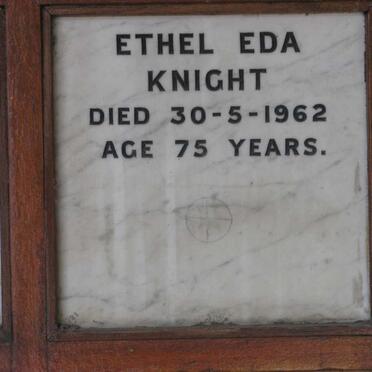 ETHEL EDA
KNIGHT
DIED 30-5-1962
AGE 75 YEARS.